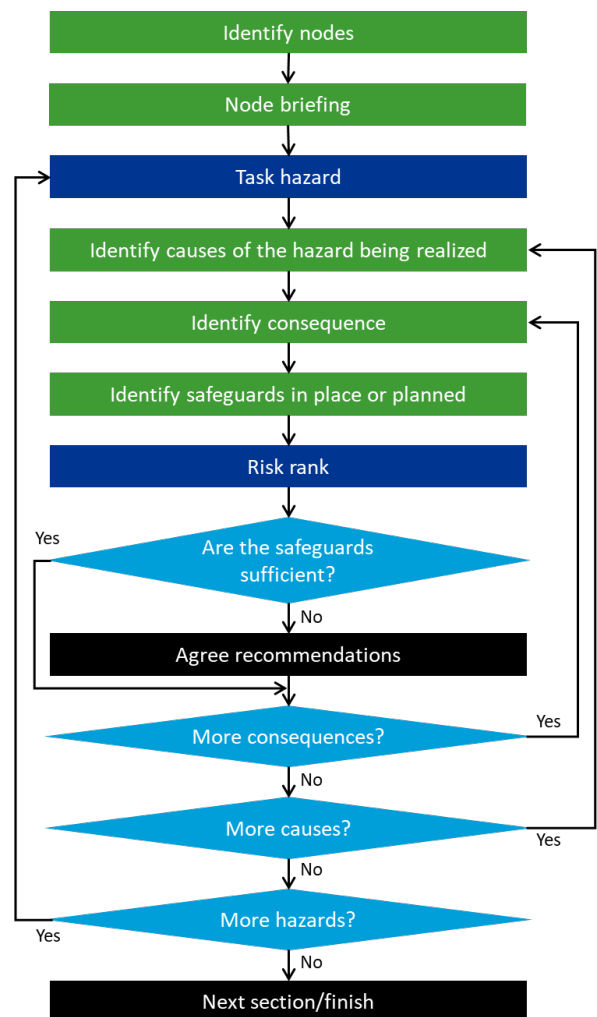 Identify nodes
Node briefing
Task hazard
Identify causes of the hazard being realized
Identify consequence
Identify safeguards in place or planned
Risk rank
Yes
Are the safeguards
sufficient?
No
Agree recommendations
More consequences?
Yes
No
More causes?
Yes
No
More hazards?
Yes
No
Next section/finish